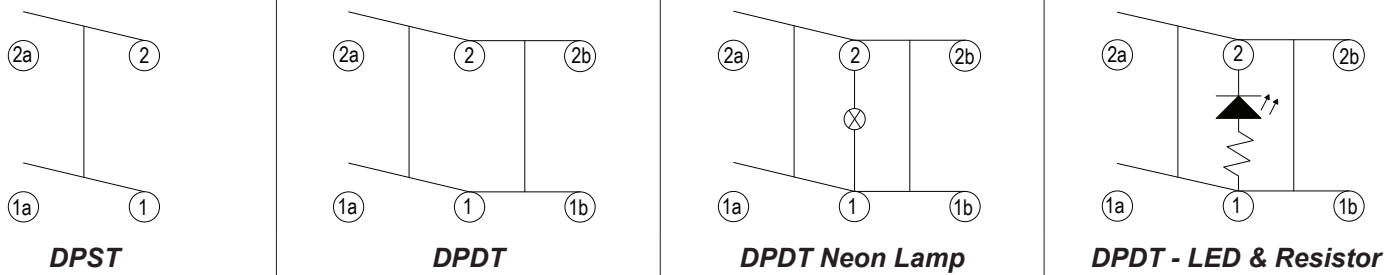 2a 2
1a 1
DPST
2a 2 2b
1a 1 1b
DPDT
2a 2 2b
1a 1 1b
DPDT Neon Lamp
2a 2 2b
1a 1 1b
DPDT - LED & Resistor